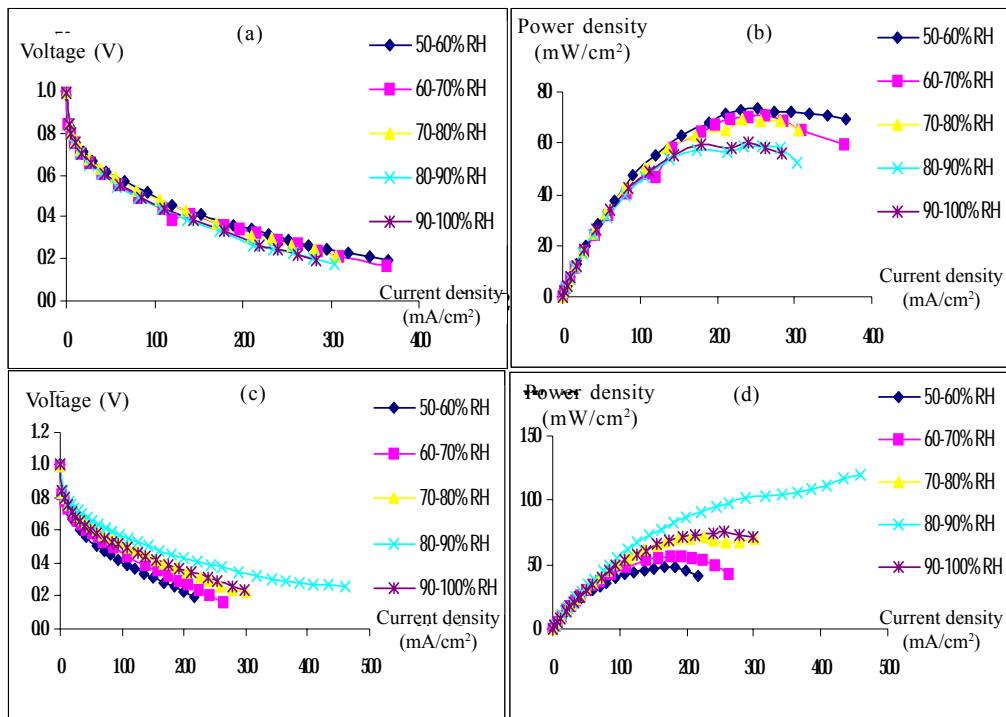 Voltage (V)
(a)
50-60% RH
60-70% RH
70-80% RH
80-90% RH
90-100% RH
1.0
0.8
0.6
0.4
0.2
0.0
Current density
(mA/cm²)
0 100 200 300 400
Power density
(mW/cm²)
(b)
50-60% RH
60-70% RH
70-80% RH
80-90% RH
90-100% RH
80
60
40
20
0
Current density
(mA/cm²)
0 100 200 300 400
Voltage (V)
(c)
50-60% RH
60-70% RH
70-80% RH
80-90% RH
90-100% RH
1.2
1.0
0.8
0.6
0.4
0.2
0.0
Current density
(mA/cm²)
0 100 200 300 400 500
Power density
(mW/cm²)
(d)
50-60% RH
60-70% RH
70-80% RH
80-90% RH
90-100% RH
150
100
50
0
Current density
(mA/cm²)
0 100 200 300 400 500